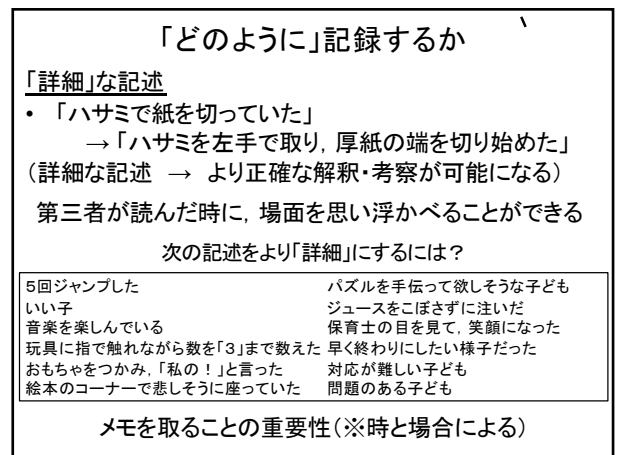 「どのように」記録するか
「詳細」な記述
• 「ハサミで紙を切っていた」
→「ハサミを左手で取り，厚紙の端を切り始めた」
（詳細な記述 → より正確な解釈・考察が可能になる）
第三者が読んだ時に，場面を思い浮かべることができる
次の記述をより「詳細」にするには？
５回ジャンプした
いい子
音楽を楽しんでいる
玩具に指で触れながら数を「３」まで数えた
おもちゃをつかみ，「私の！」と言った
絵本のコーナーで悲しそうに座っていた
パズルを手伝って欲しそうな子ども
ジュースをこぼさずに注いだ
保育士の目を見て，笑顔になった
早く終わりにしたい様子だった
対応が難しい子ども
問題のある子ども
メモを取ることの重要性（※時と場合による）